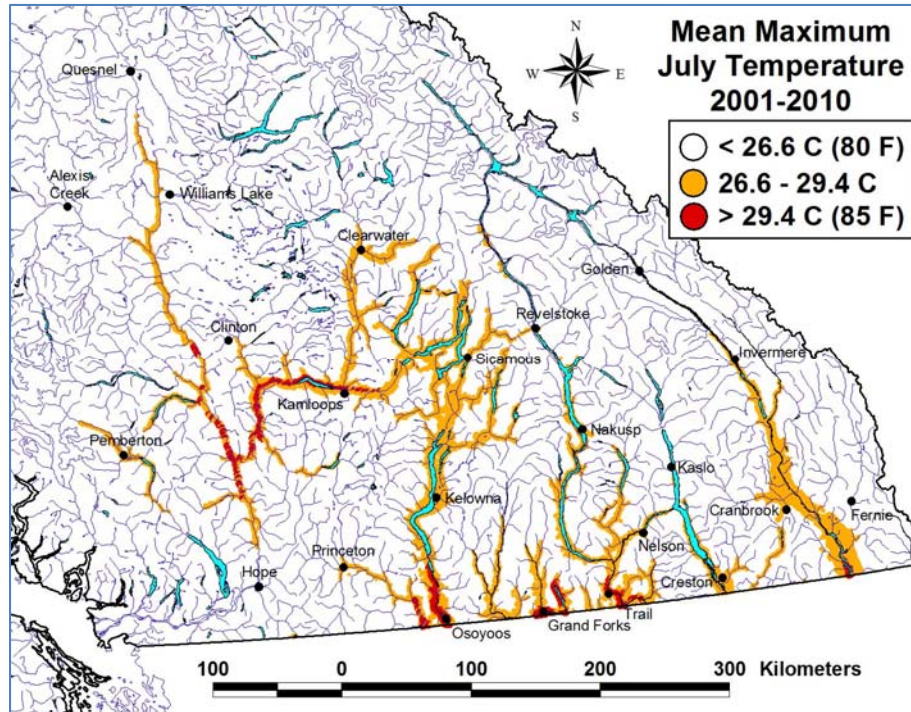 Mean Maximum
July Temperature
2001-2010
< 26.6 C (80 F)
26.6 - 29.4 C
> 29.4 C (85 F)
N
W
E
S
Quesnel
Alexis
Creek
Williams Lake
Clearwater
Golden
Clinton
Revelstoke
Invermere
Sicamous
Kamloops
Pemberton
Nakusp
Kaslo
Kelowna
Cranbrook
Fernie
Princeton
Nelson
Hope
Creston
Trail
Grand Forks
Osoyoos
100
0
100
200
300
Kilometers